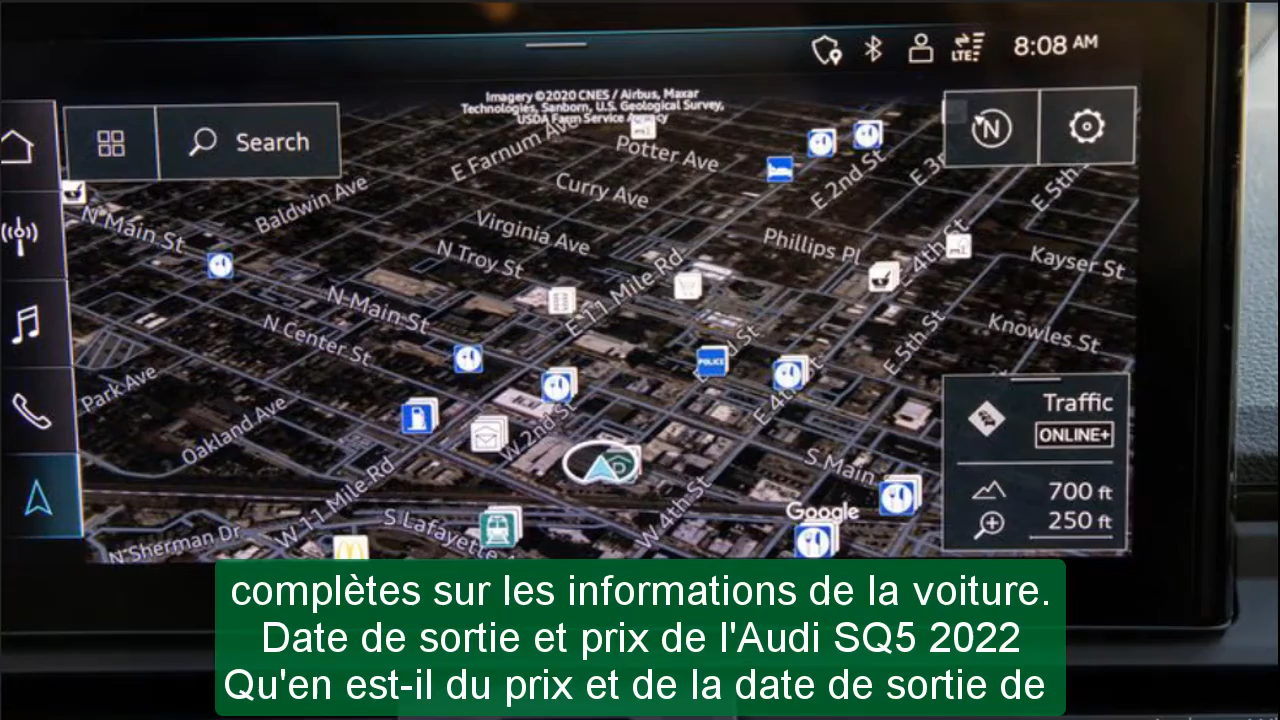 8:08 AM
LTE
Imagery ©2020 CNES / Airbus, Maxar
Technologies, Sanborn, U.S. Geological Survey,
USDA Farm Service Agency
Search
N
E Farnum Ave
Potter Ave
E 2nd St
E 3r
E 5th
Baldwin Ave
Curry Ave
N Main St
Virginia Ave
Phillips Pl
4th St
Kayser St
N Troy St
E 11 Mile Rd
N Main St
N Center St
d St
E 5th St
Knowles St
POLICE
Park Ave
E 4th
Oakland Ave
W 2nd St
P
Traffic
ONLINE+
S Main
W 11 Mile Rd
W 4th St
700 ft
Google
250 ft
S Lafayette
N Sherman Dr
complètes sur les informations de la voiture.
Date de sortie et prix de l'Audi SQ5 2022
Qu'en est-il du prix et de la date de sortie de